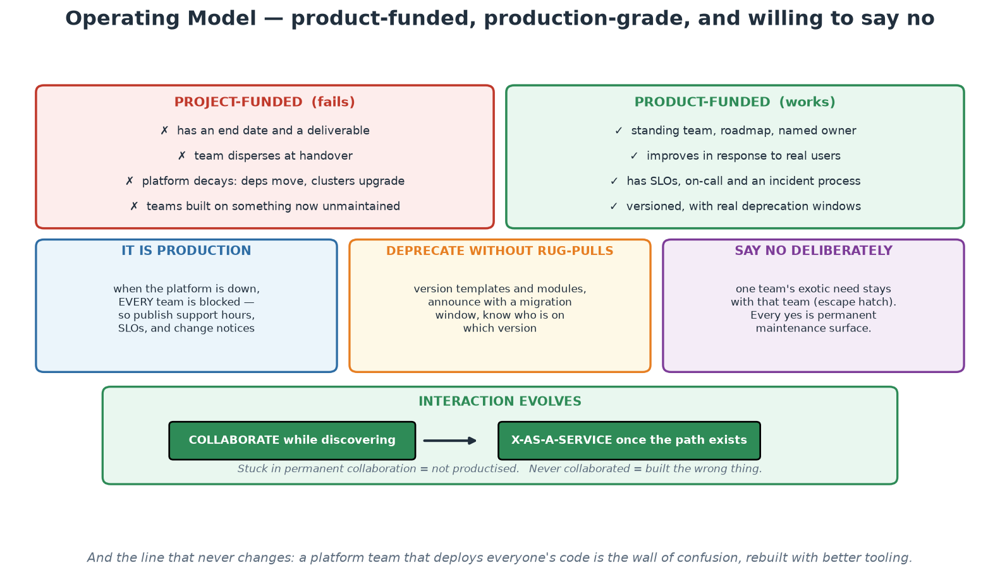 Operating Model — product-funded, production-grade, and willing to say no
PROJECT-FUNDED (fails)
✗ has an end date and a deliverable
✗ team disperses at handover
✗ platform decays: deps move, clusters upgrade
✗ teams built on something now unmaintained
PRODUCT-FUNDED (works)
✓ standing team, roadmap, named owner
✓ improves in response to real users
✓ has SLOs, on-call and an incident process
✓ versioned, with real deprecation windows
IT IS PRODUCTION
when the platform is down,
EVERY team is blocked —
so publish support hours,
SLOs, and change notices
DEPRECATE WITHOUT RUG-PULLS
version templates and modules,
announce with a migration
window, know who is on
which version
SAY NO DELIBERATELY
one team's exotic need stays
with that team (escape hatch).
Every yes is permanent
maintenance surface.
INTERACTION EVOLVES
COLLABORATE while discovering
X-AS-A-SERVICE once the path exists
Stuck in permanent collaboration = not productised. Never collaborated = built the wrong thing.
And the line that never changes: a platform team that deploys everyone's code is the wall of confusion, rebuilt with better tooling.